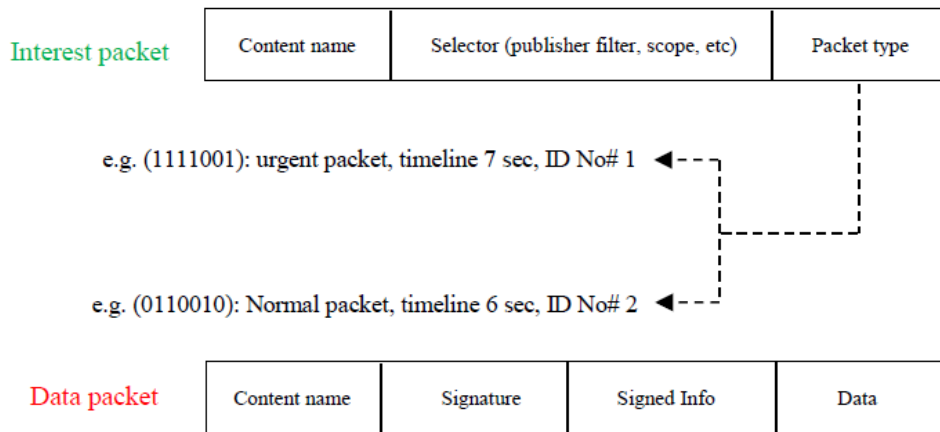 Interest packet
Content name
Selector (publisher filter, scope, etc)
Packet type
e.g. (1111001): urgent packet, timeline 7 sec, ID No# 1
e.g. (0110010): Normal packet, timeline 6 sec, ID No# 2
Data packet
Content name
Signature
Signed Info
Data